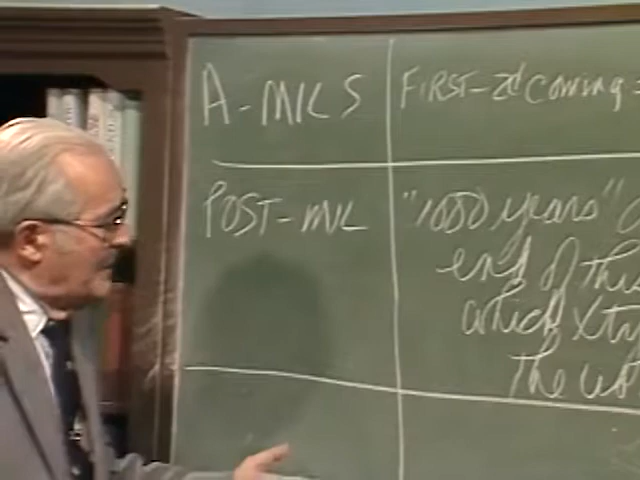 A-MILS
FIRST-2d Coming =
POST-MIL
"1000 years"
end of this
which Xty
the